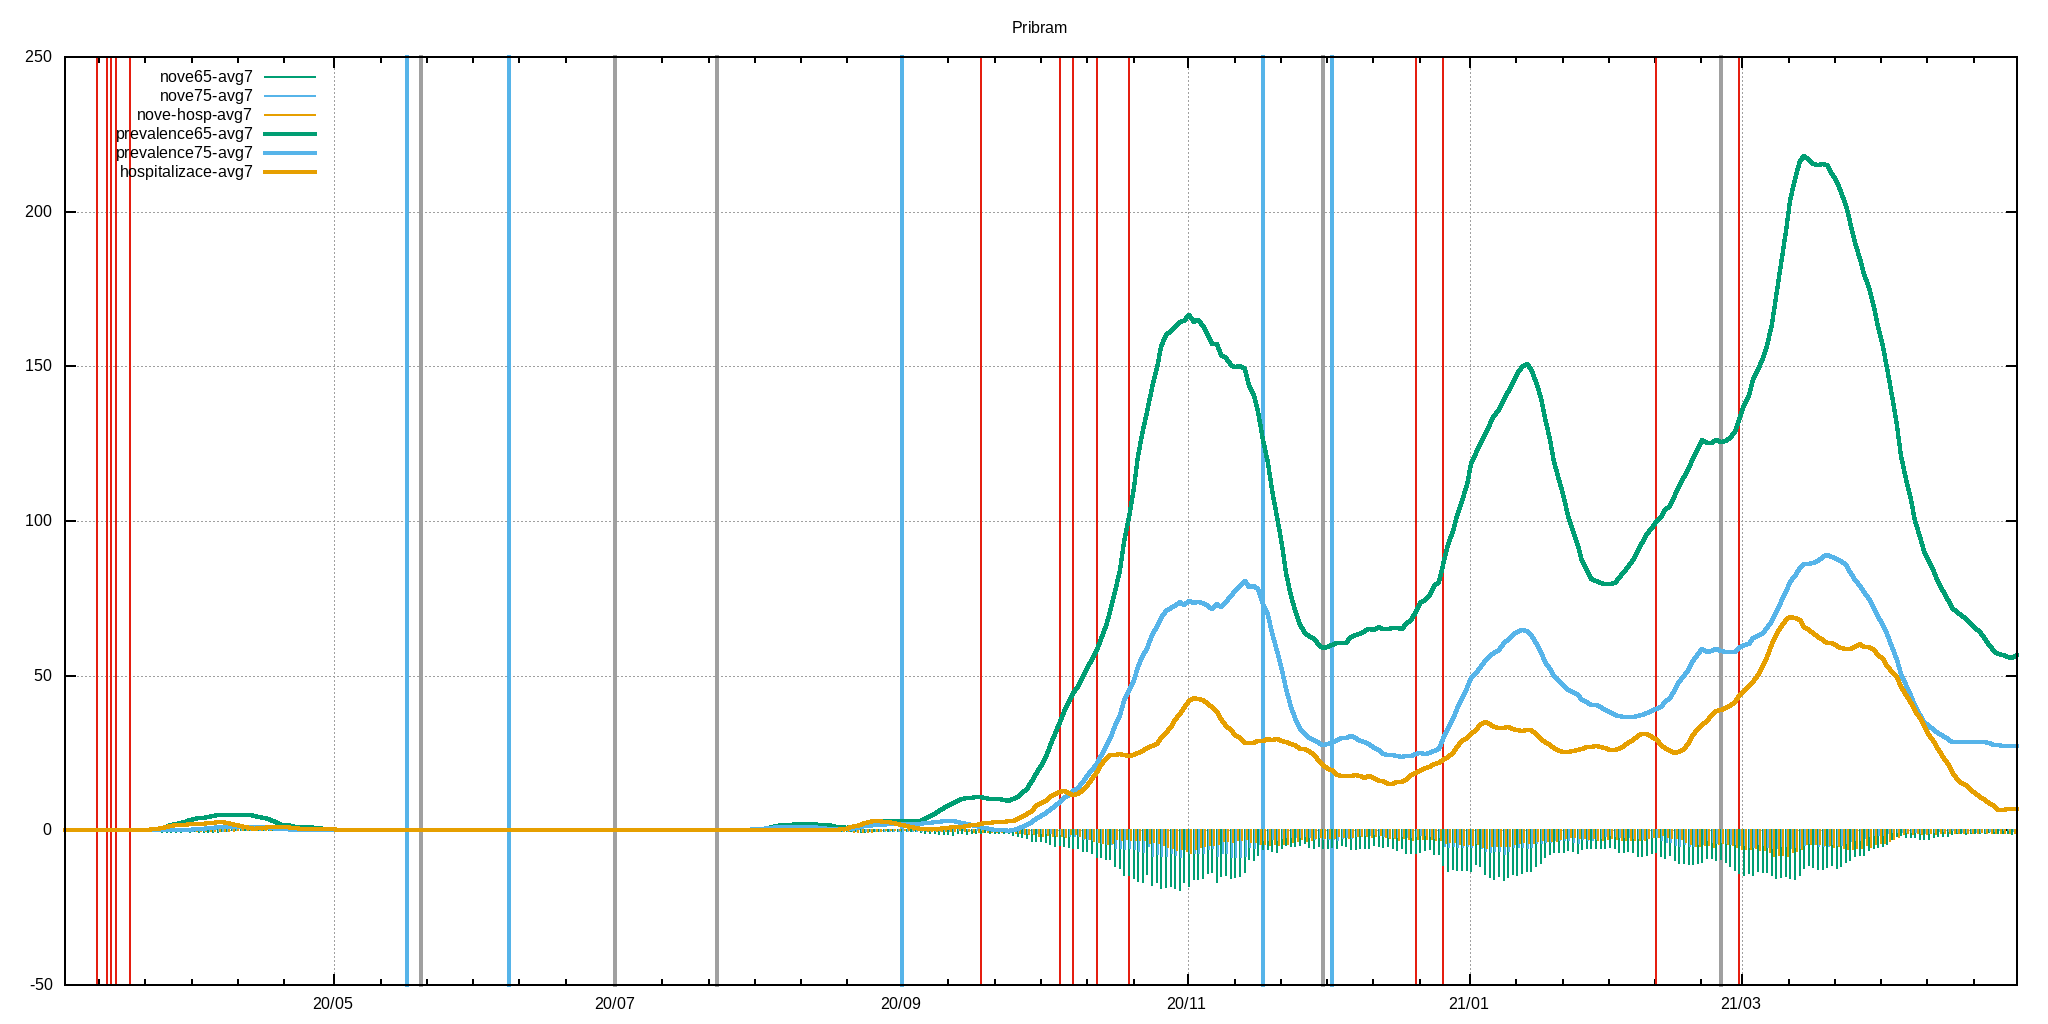 Pribram
250
nove65-avg7
nove75-avg7
nove-hosp-avg7
prevalence65-avg7
prevalence75-avg7
hospitalizace-avg7
200
150
100
50
0
-50
20/05 20/07 20/09 20/11 21/01 21/03